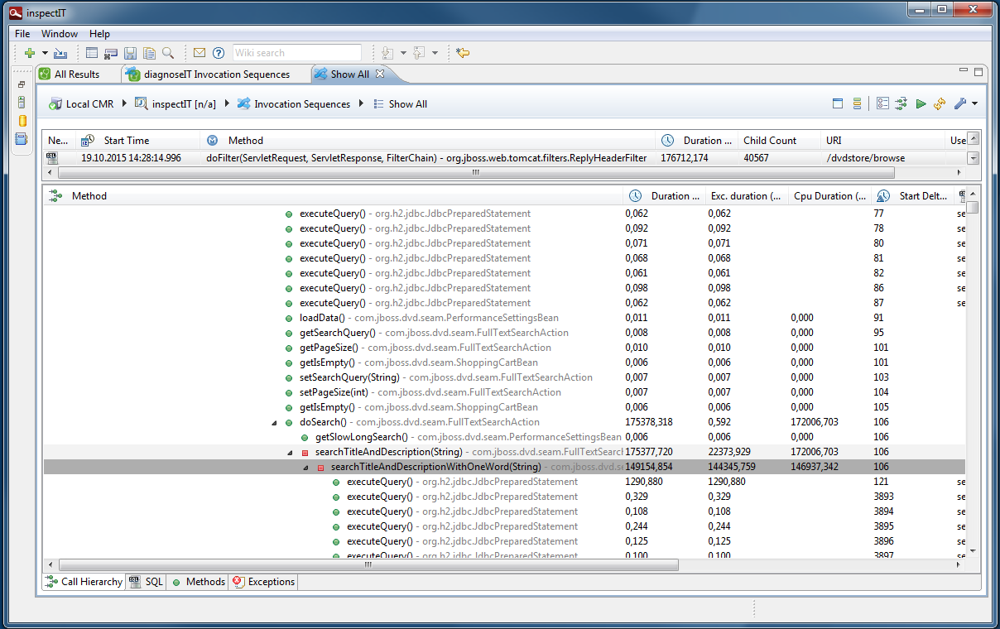 inspectIT
File Window Help
Wiki search
All Results diagnoseIT Invocation Sequences Show All
Local CMR inspectIT [n/a] Invocation Sequences Show All
Ne... Start Time Method Duration ... Child Count URI Use
SQL 19.10.2015 14:28:14.996 doFilter(ServletRequest, ServletResponse, FilterChain) - org.jboss.web.tomcat.filters.ReplyHeaderFilter 176712,174 40567 /dvdstore/browse
Method Duration ... Exc. duration (... Cpu Duration (... Start Delt...
executeQuery() - org.h2.jdbc.JdbcPreparedStatement 0,062 0,062 77 se
executeQuery() - org.h2.jdbc.JdbcPreparedStatement 0,092 0,092 78 se
executeQuery() - org.h2.jdbc.JdbcPreparedStatement 0,071 0,071 80 se
executeQuery() - org.h2.jdbc.JdbcPreparedStatement 0,068 0,068 81 se
executeQuery() - org.h2.jdbc.JdbcPreparedStatement 0,061 0,061 82 se
executeQuery() - org.h2.jdbc.JdbcPreparedStatement 0,098 0,098 86 se
executeQuery() - org.h2.jdbc.JdbcPreparedStatement 0,062 0,062 87 se
loadData() - com.jboss.dvd.seam.PerformanceSettingsBean 0,011 0,011 0,000 91
getSearchQuery() - com.jboss.dvd.seam.FullTextSearchAction 0,008 0,008 0,000 95
getPageSize() - com.jboss.dvd.seam.FullTextSearchAction 0,010 0,010 0,000 101
getIsEmpty() - com.jboss.dvd.seam.ShoppingCartBean 0,006 0,006 0,000 101
setSearchQuery(String) - com.jboss.dvd.seam.FullTextSearchAction 0,007 0,007 0,000 103
setPageSize(int) - com.jboss.dvd.seam.FullTextSearchAction 0,007 0,007 0,000 104
getIsEmpty() - com.jboss.dvd.seam.ShoppingCartBean 0,006 0,006 0,000 105
doSearch() - com.jboss.dvd.seam.FullTextSearchAction 175378,318 0,592 172006,703 106
getSlowLongSearch() - com.jboss.dvd.seam.PerformanceSettingsBean 0,006 0,006 0,000 106
searchTitleAndDescription(String) - com.jboss.dvd.seam.FullTextSearc 175377,720 22373,929 172006,703 106
searchTitleAndDescriptionWithOneWord(String) - com.jboss.dvd.se 149154,854 144345,759 146937,342 106
executeQuery() - org.h2.jdbc.JdbcPreparedStatement 1290,880 1290,880 121 se
executeQuery() - org.h2.jdbc.JdbcPreparedStatement 0,329 0,329 3893 se
executeQuery() - org.h2.jdbc.JdbcPreparedStatement 0,108 0,108 3894 se
executeQuery() - org.h2.jdbc.JdbcPreparedStatement 0,244 0,244 3895 se
executeQuery() - org.h2.jdbc.JdbcPreparedStatement 0,125 0,125 3896 se
executeQuery() - org.h2.jdbc.JdbcPreparedStatement 0,100 0,100 3897 se
Call Hierarchy SQL SQL Methods Exceptions